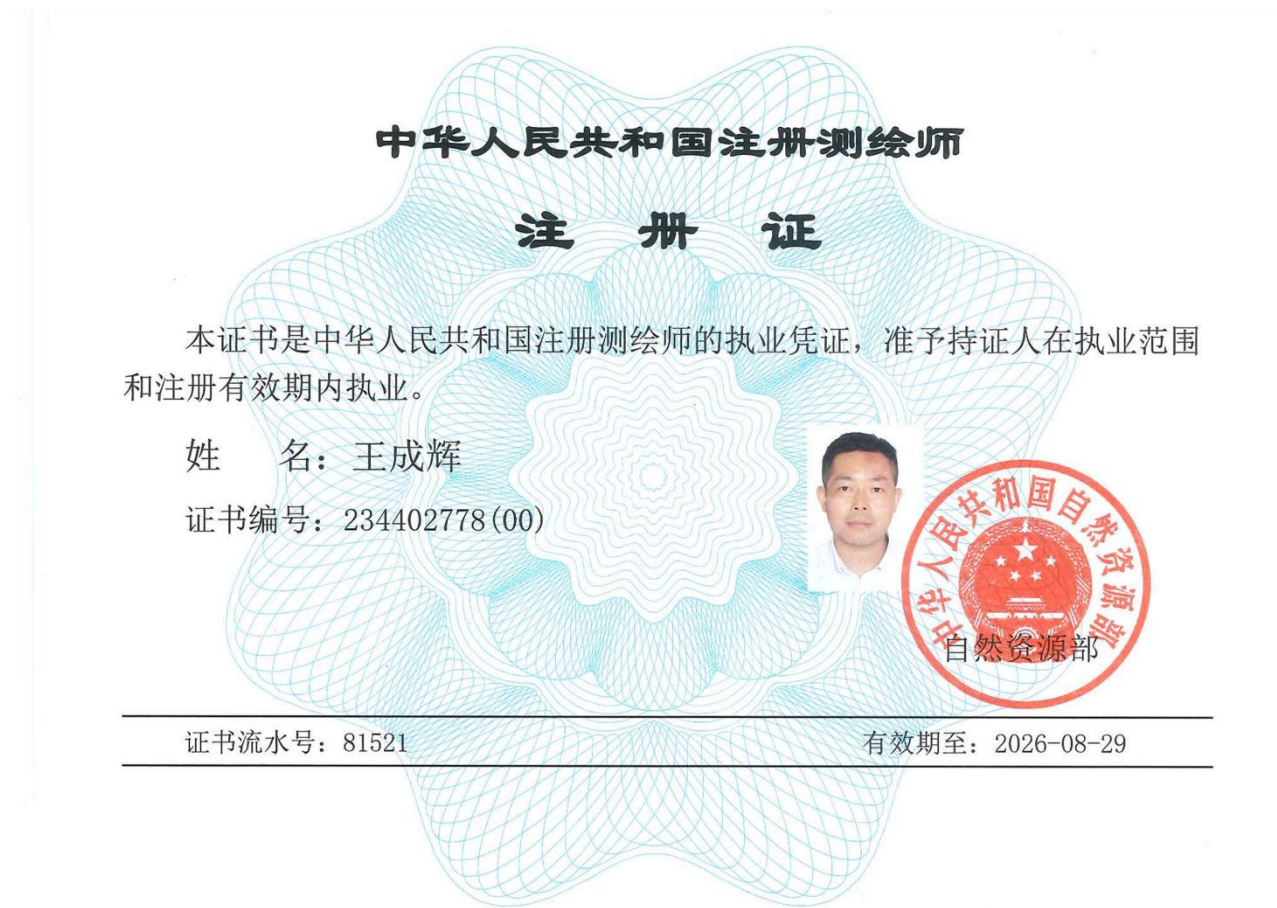 中华人民共和国注册测绘师
注 册 证
本证书是中华人民共和国注册测绘师的执业凭证，准予持证人在执业范围
和注册有效期内执业。
姓 名：王成辉
证书编号：234402778(00)
中华人民共和国自然资源部
自然资源部
证书流水号：81521
有效期至：2026-08-29